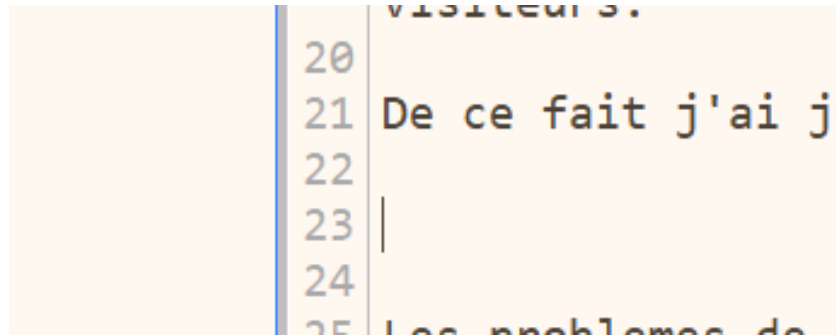 visiteurs.
20
21 De ce fait j'ai j
22
23
24
25 Les problemes de